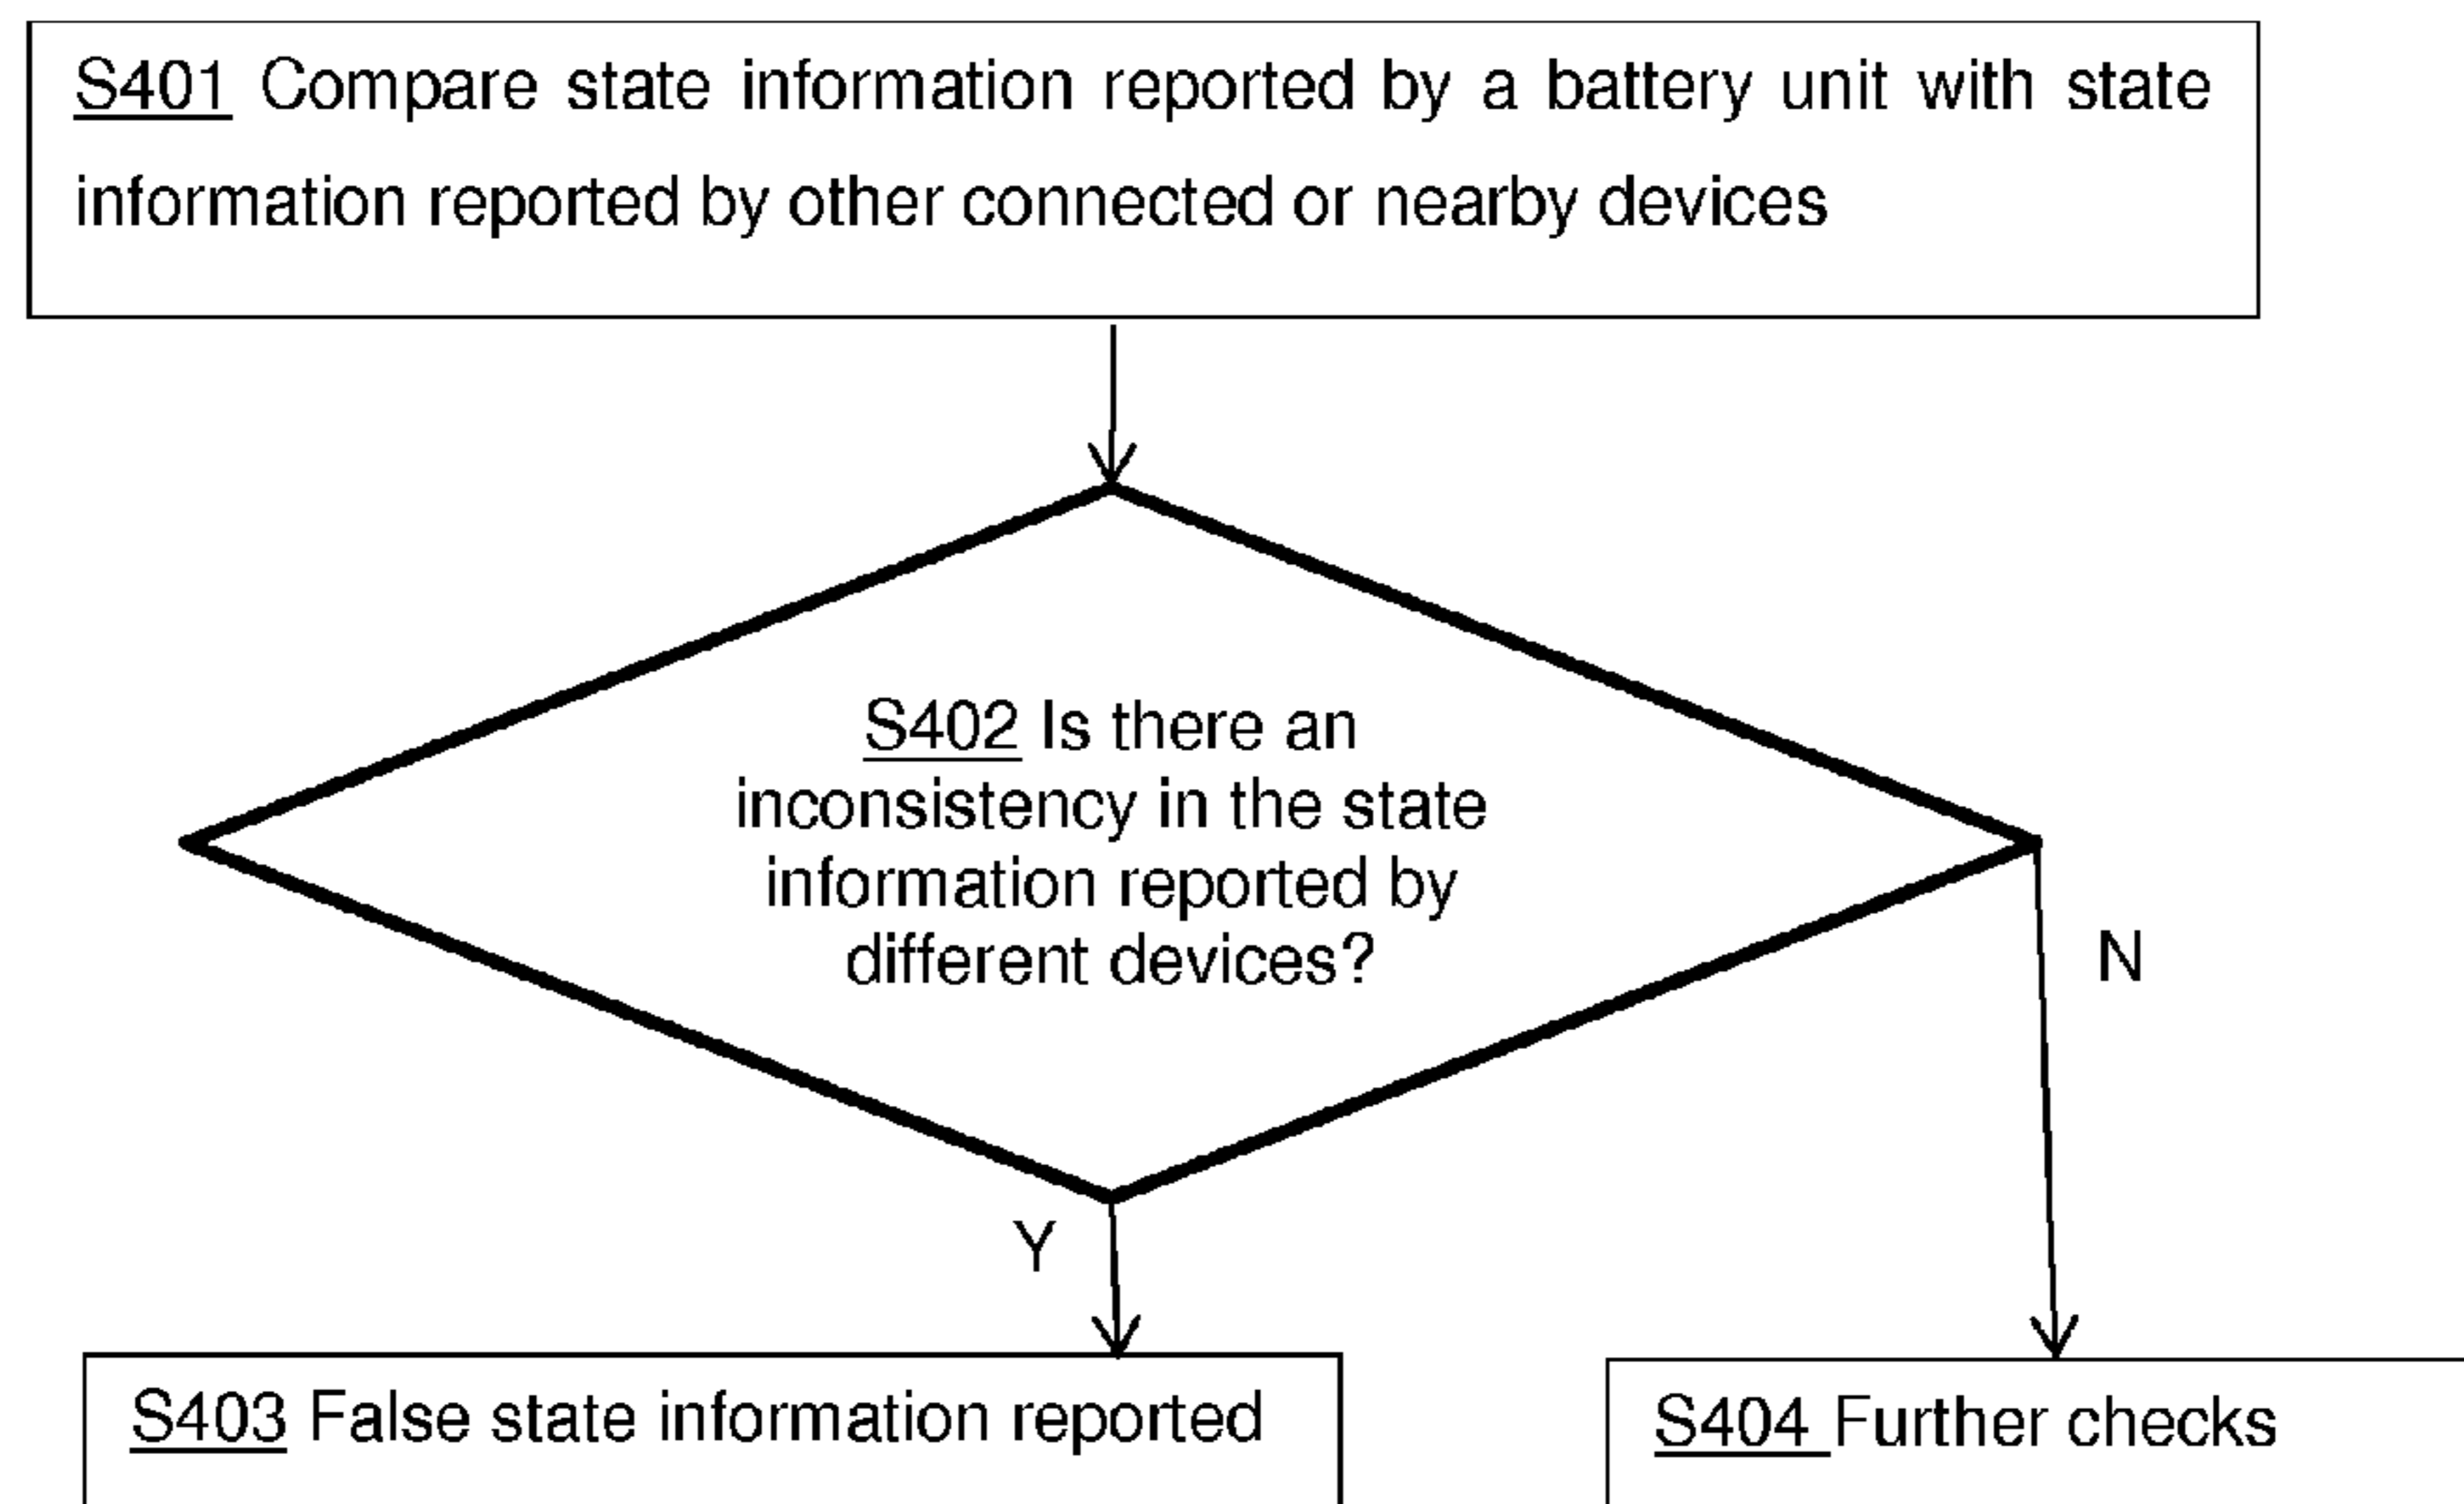 S401 Compare state information reported by a battery unit with state
information reported by other connected or nearby devices
S402 Is there an
inconsistency in the state
information reported by
different devices?
N
Y
S403 False state information reported
S404 Further checks